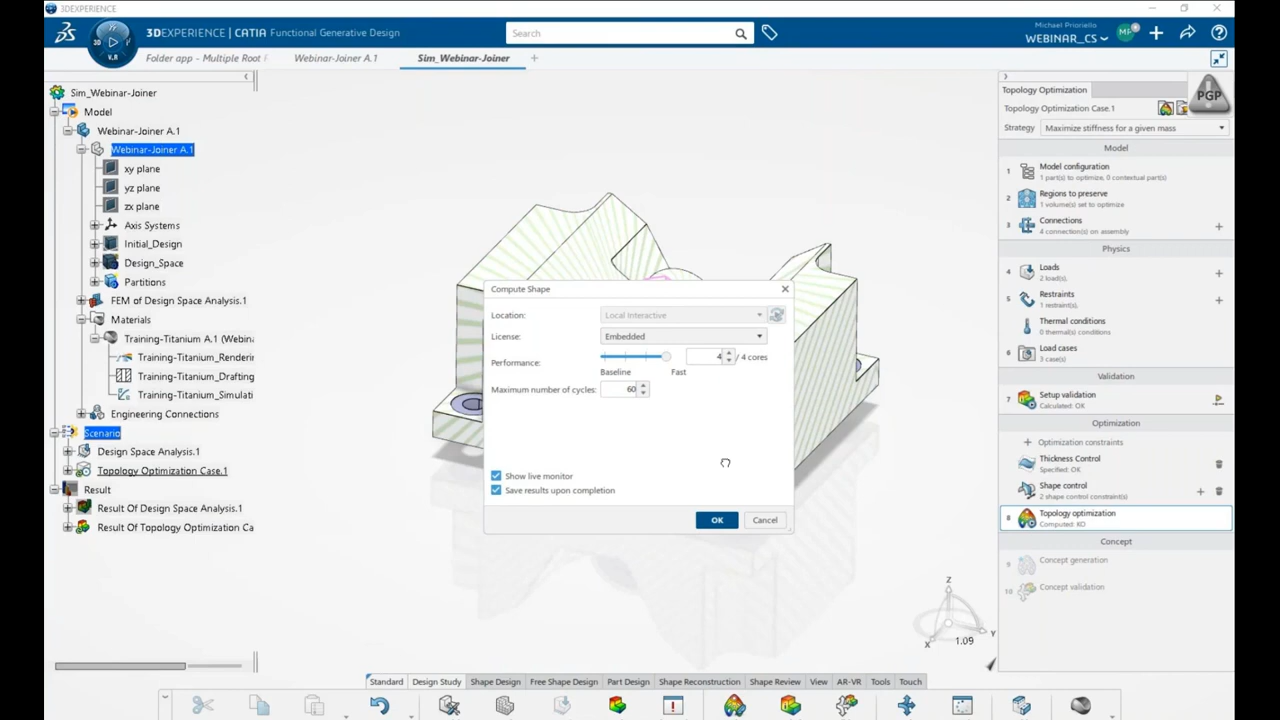 3DEXPERIENCE
3DEXPERIENCE | CATIA Functional Generative Design
Search
Michael Prioriello
WEBINAR_CS
MP
3D
V.R
Folder app - Multiple Root F
Webinar-Joiner A.1
Sim_Webinar-Joiner
Sim_Webinar-Joiner
Model
Webinar-Joiner A.1
Webinar-Joiner A.1
xy plane
yz plane
zx plane
Axis Systems
Initial_Design
Design_Space
Partitions
FEM of Design Space Analysis.1
Materials
Training-Titanium A.1 (Webina
Training-Titanium_Renderin
Training-Titanium_Drafting
Training-Titanium_Simulati
Engineering Connections
Scenario
Design Space Analysis.1
Topology Optimization Case.1
Result
Result Of Design Space Analysis.1
Result Of Topology Optimization Ca
Compute Shape
Location: Local Interactive
License: Embedded
Performance: 4 / 4 cores
Baseline Fast
Maximum number of cycles: 60
Show live monitor
Save results upon completion
OK Cancel
Z
Y
X
1.09
Topology Optimization
PGP
Topology Optimization Case.1
Strategy Maximize stiffness for a given mass
Model
1 Model configuration
1 part(s) to optimize, 0 contextual part(s)
2 Regions to preserve
1 volume(s) set to optimize
3 Connections
4 connection(s) on assembly
Physics
4 Loads
2 load(s),
5 Restraints
1 restraint(s),
Thermal conditions
0 thermal(s) conditions
6 Load cases
3 case(s)
Validation
7 Setup validation
Calculated: OK
Optimization
Optimization constraints
Thickness Control
Specified: OK
Shape control
2 shape control constraint(s)
8 Topology optimization
Computed: KO
Concept
9 Concept generation
10 Concept validation
Standard Design Study Shape Design Free Shape Design Part Design Shape Reconstruction Shape Review View AR-VR Tools Touch